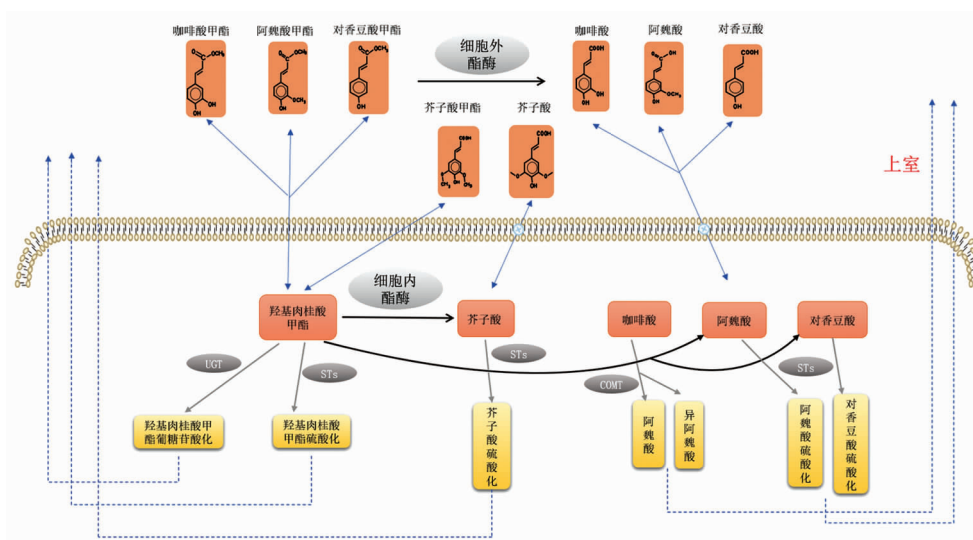 咖啡酸甲酯
阿魏酸甲酯
对香豆酸甲酯
细胞外
酯酶
咖啡酸
阿魏酸
对香豆酸
芥子酸甲酯
芥子酸
上室
羟基肉桂酸
甲酯
细胞内
酯酶
芥子酸
咖啡酸
阿魏酸
对香豆酸
UGT
STs
STs
COMT
STs
羟基肉桂酸甲
酯葡糖苷酸化
羟基肉桂酸
甲酯硫酸化
芥子酸硫酸化
阿魏酸
异阿魏酸
阿魏酸硫酸化
对香豆酸硫酸化